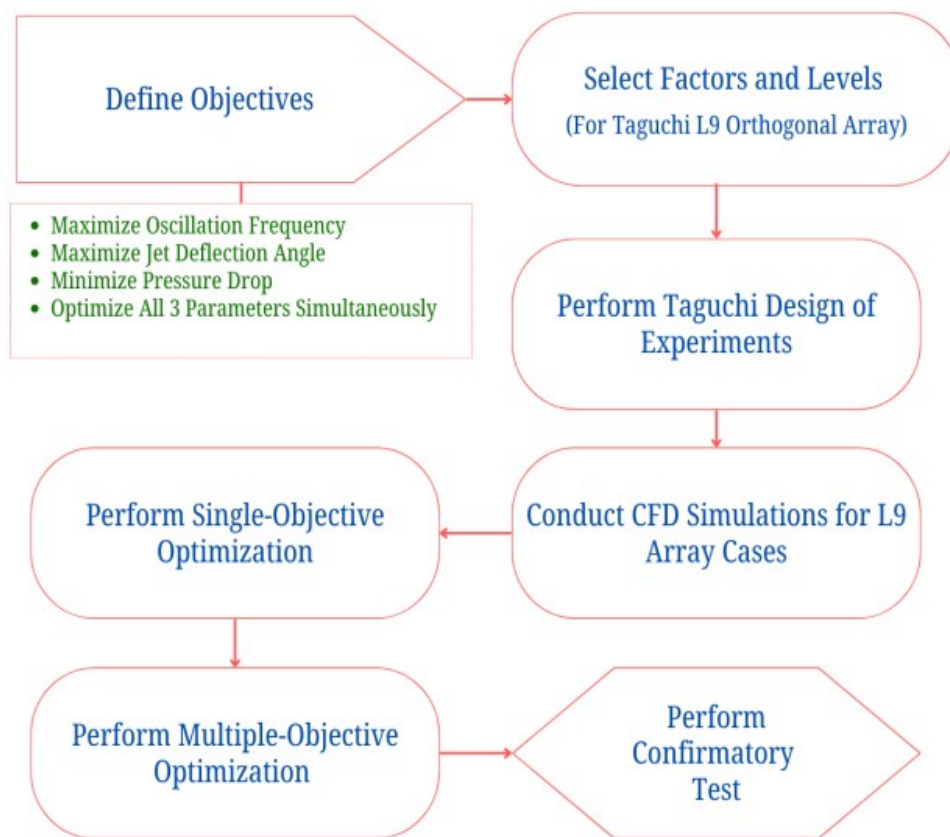 Define Objectives
Select Factors and Levels
(For Taguchi L9 Orthogonal Array)
• Maximize Oscillation Frequency
• Maximize Jet Deflection Angle
• Minimize Pressure Drop
• Optimize All 3 Parameters Simultaneously
Perform Taguchi Design of
Experiments
Conduct CFD Simulations for L9
Array Cases
Perform Single-Objective
Optimization
Perform Multiple-Objective
Optimization
Perform
Confirmatory
Test